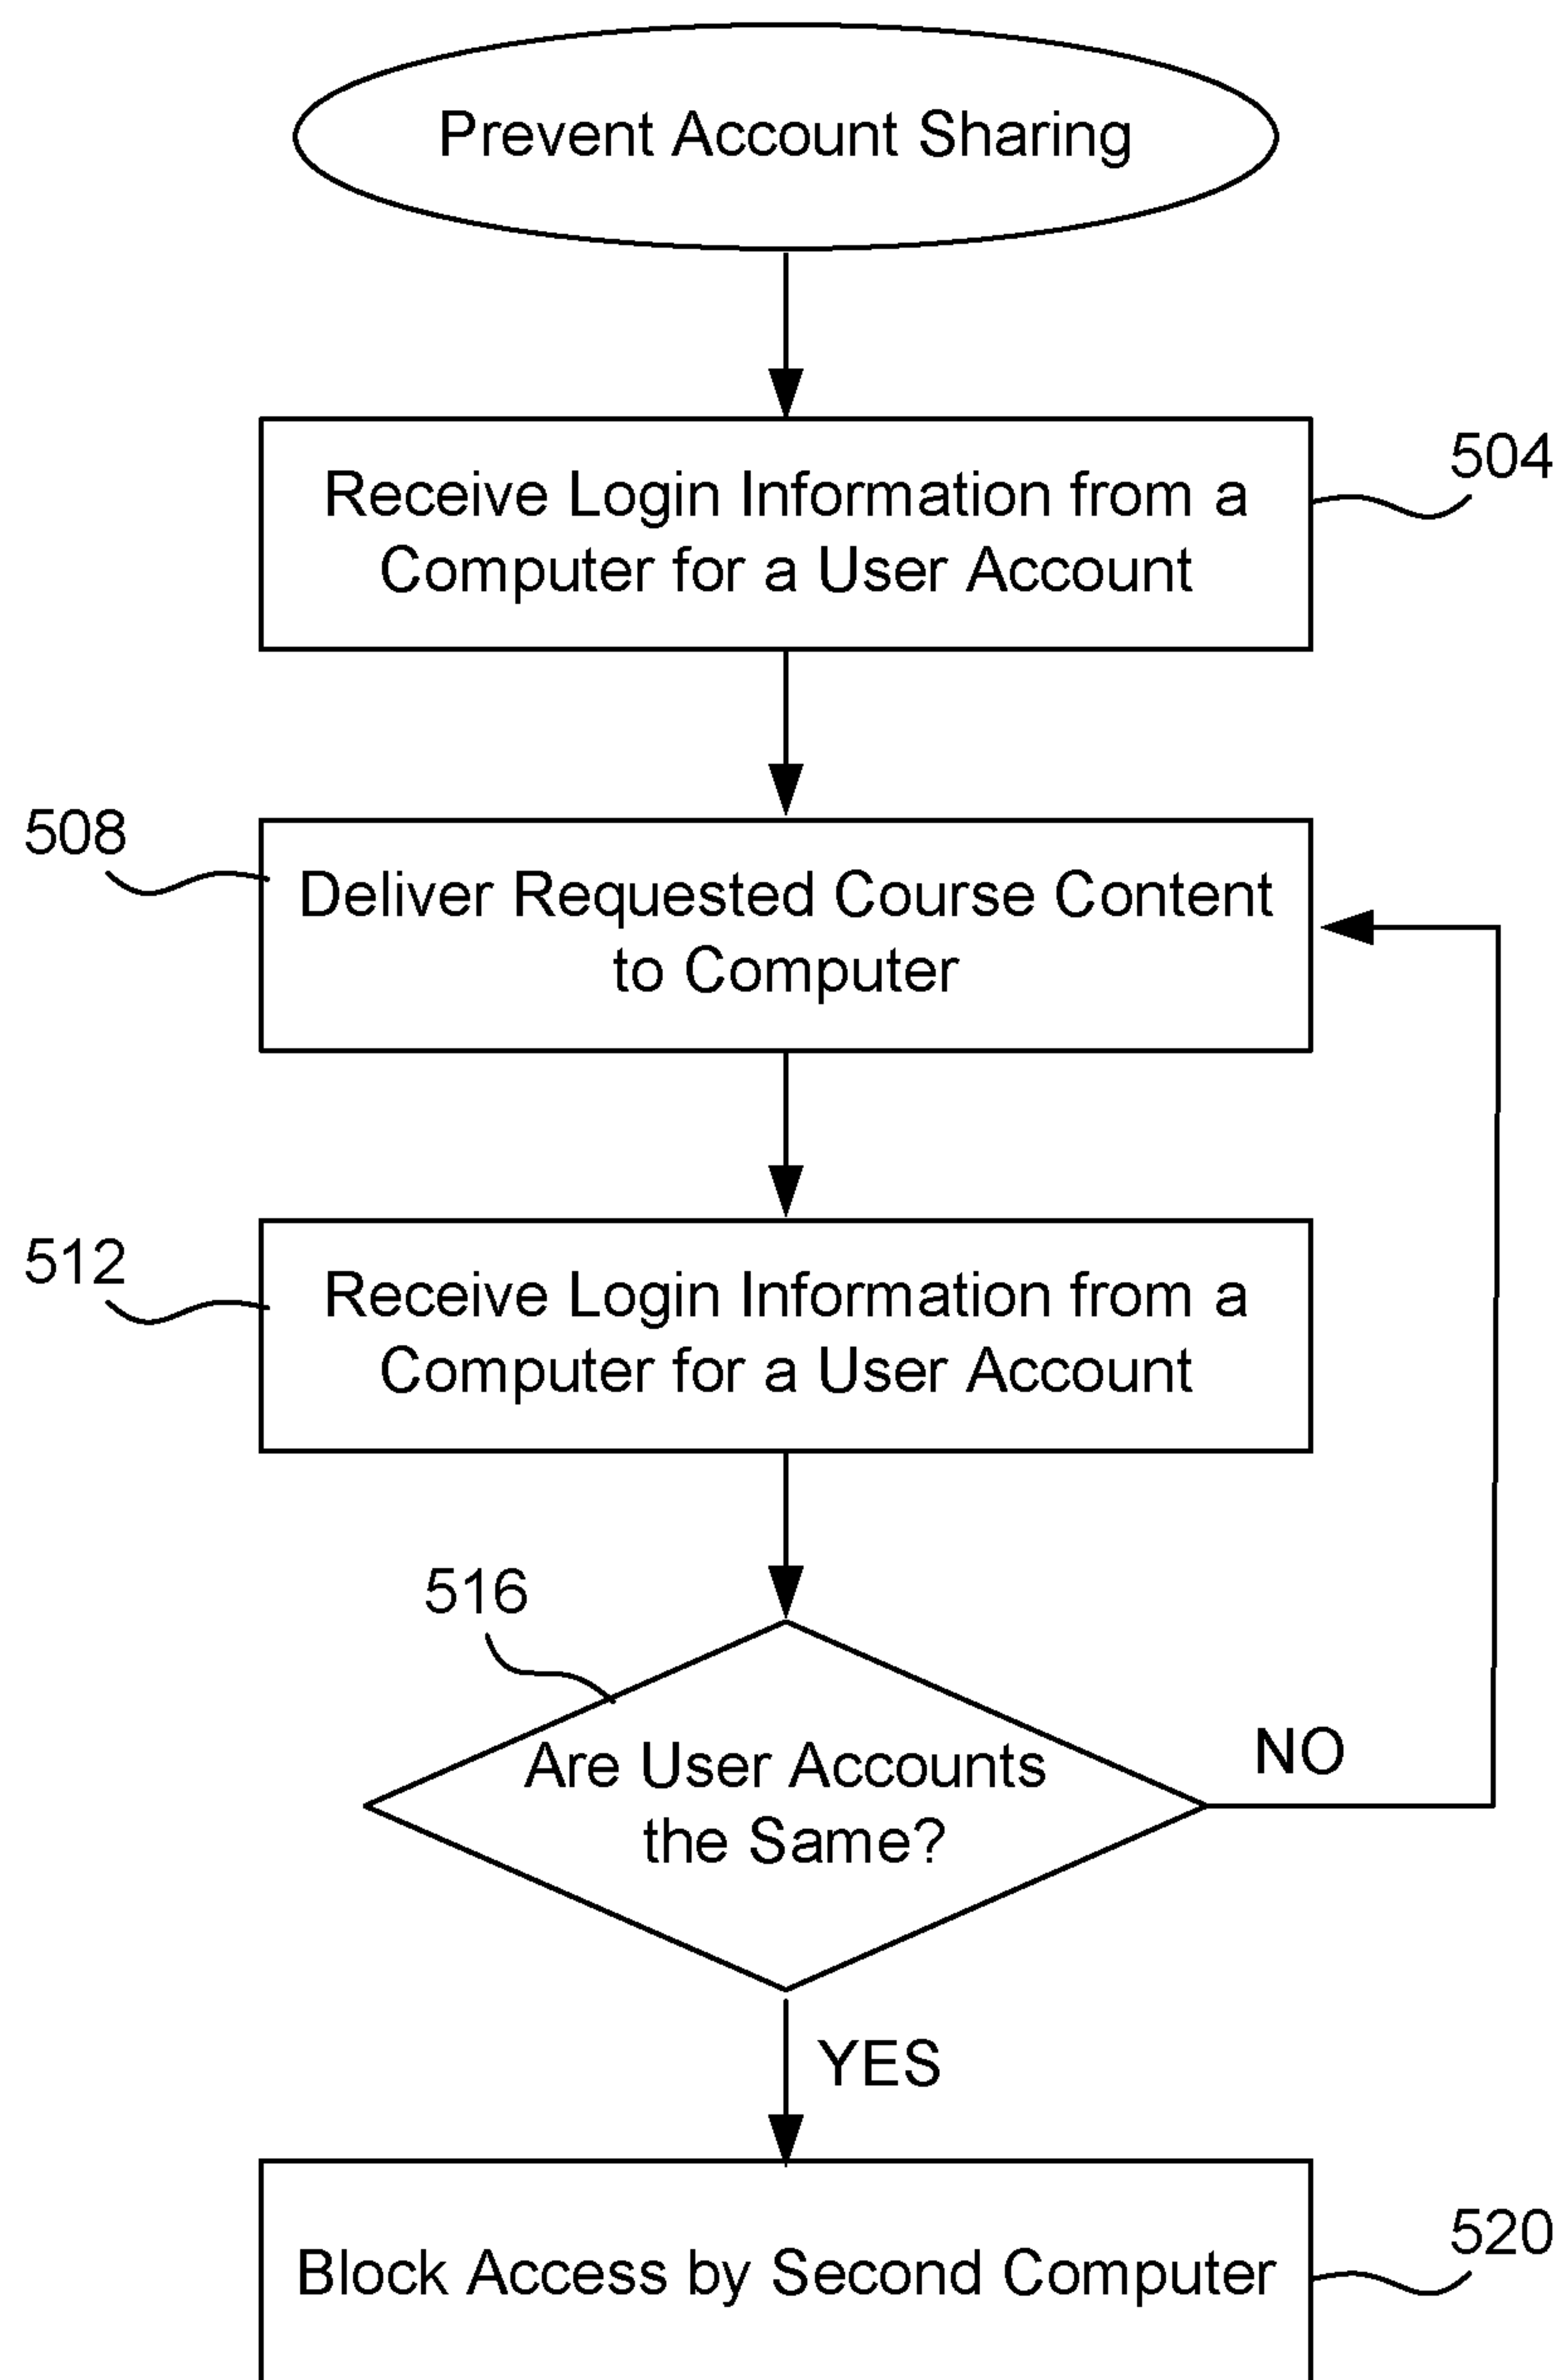 Prevent Account Sharing
504
Receive Login Information from a
Computer for a User Account
508
Deliver Requested Course Content
to Computer
512
Receive Login Information from a
Computer for a User Account
516
Are User Accounts
the Same?
NO
YES
520
Block Access by Second Computer